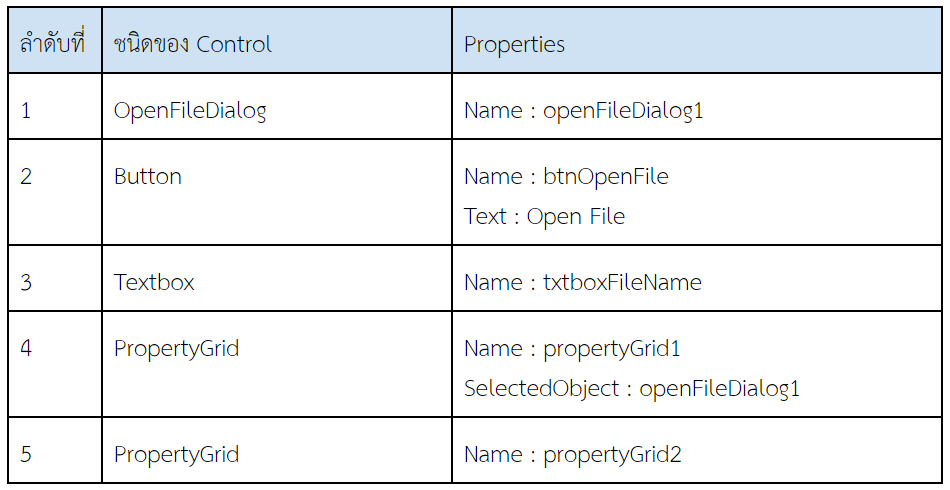 ลำดับที่ ชนิดของ Control Properties
1 OpenFileDialog Name : openFileDialog1
2 Button Name : btnOpenFile
Text : Open File
3 Textbox Name : txtboxFileName
4 PropertyGrid Name : propertyGrid1
SelectedObject : openFileDialog1
5 PropertyGrid Name : propertyGrid2